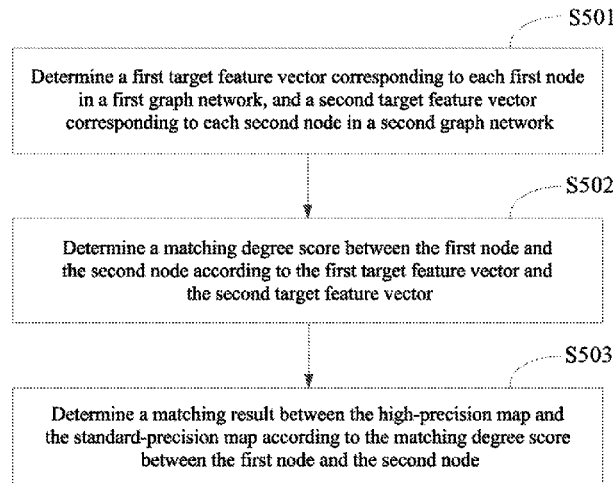 S501
Determine a first target feature vector corresponding to each first node
in a first graph network, and a second target feature vector
corresponding to each second node in a second graph network
S502
Determine a matching degree score between the first node and
the second node according to the first target feature vector and
the second target feature vector
S503
Determine a matching result between the high-precision map and
the standard-precision map according to the matching degree score
between the first node and the second node